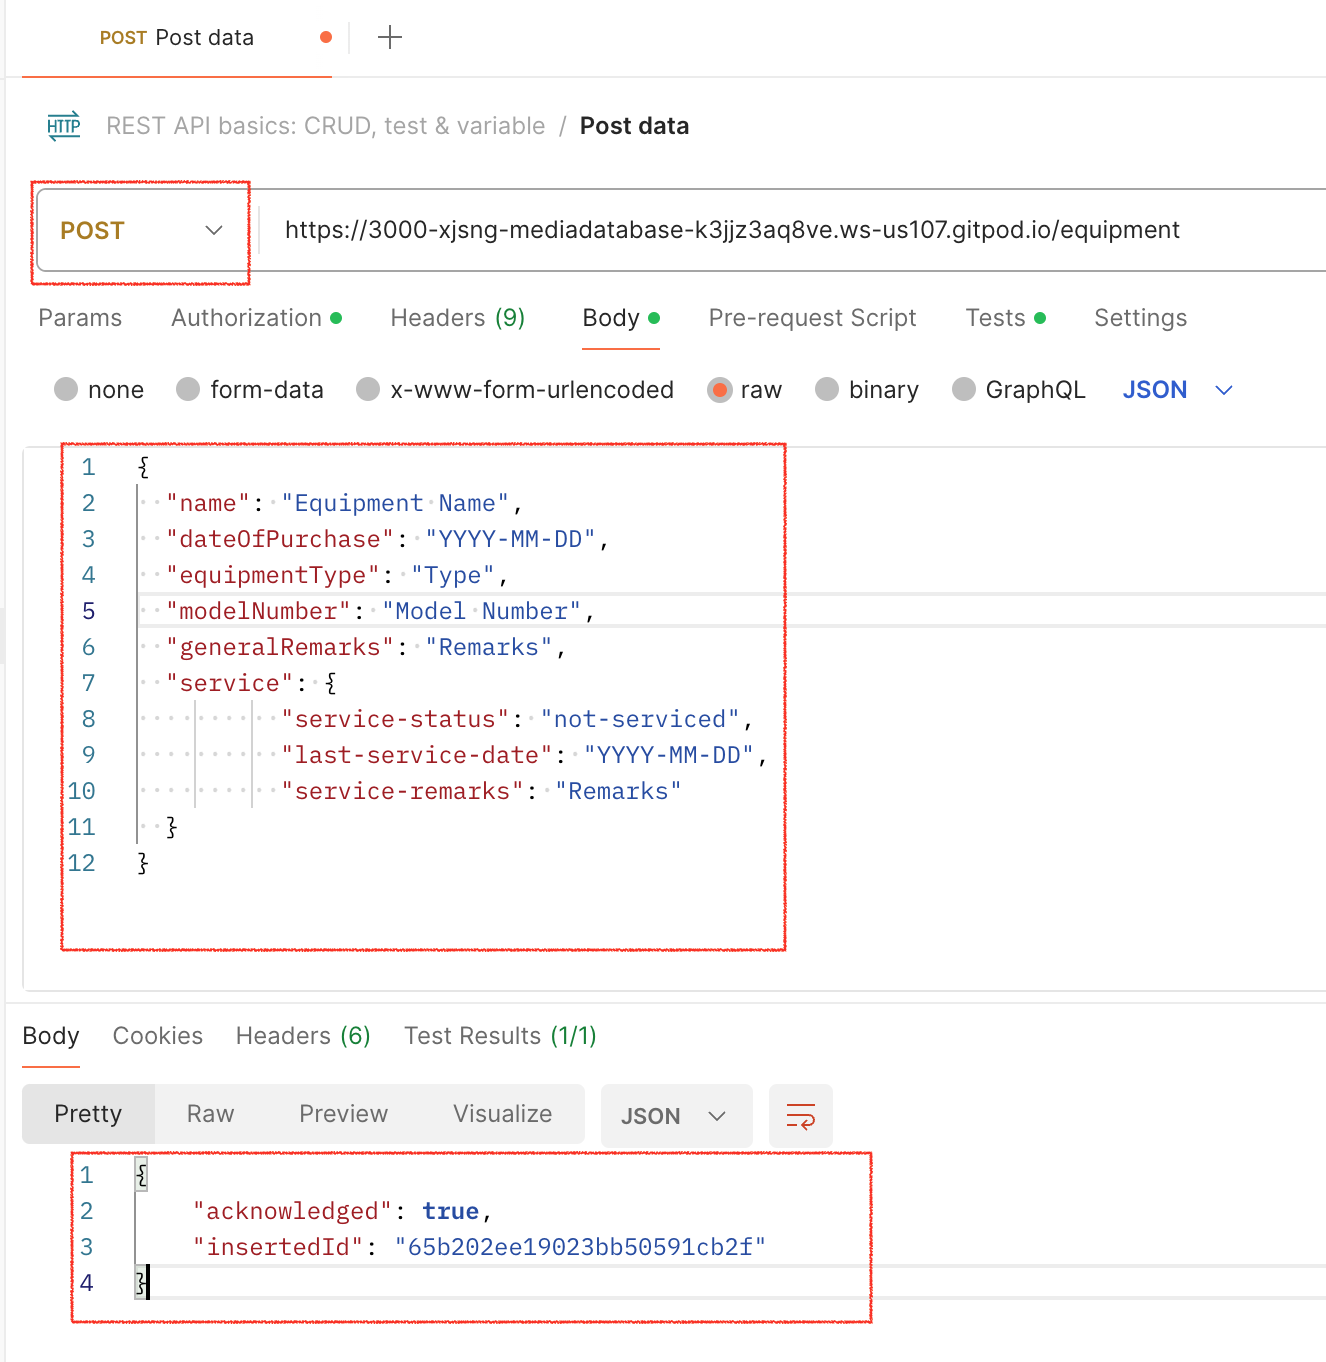 POST Post data
HTTP REST API basics: CRUD, test & variable / Post data
POST https://3000-xjsng-mediadatabase-k3jjz3aq8ve.ws-us107.gitpod.io/equipment
Params Authorization Headers (9) Body Pre-request Script Tests Settings
none form-data x-www-form-urlencoded raw binary GraphQL JSON
1 {
2 "name": "Equipment Name",
3 "dateOfPurchase": "YYYY-MM-DD",
4 "equipmentType": "Type",
5 "modelNumber": "Model Number",
6 "generalRemarks": "Remarks",
7 "service": {
8 "service-status": "not-serviced",
9 "last-service-date": "YYYY-MM-DD",
10 "service-remarks": "Remarks"
11 }
12 }
Body Cookies Headers (6) Test Results (1/1)
Pretty Raw Preview Visualize JSON
1 {
2 "acknowledged": true,
3 "insertedId": "65b202ee19023bb50591cb2f"
4 }